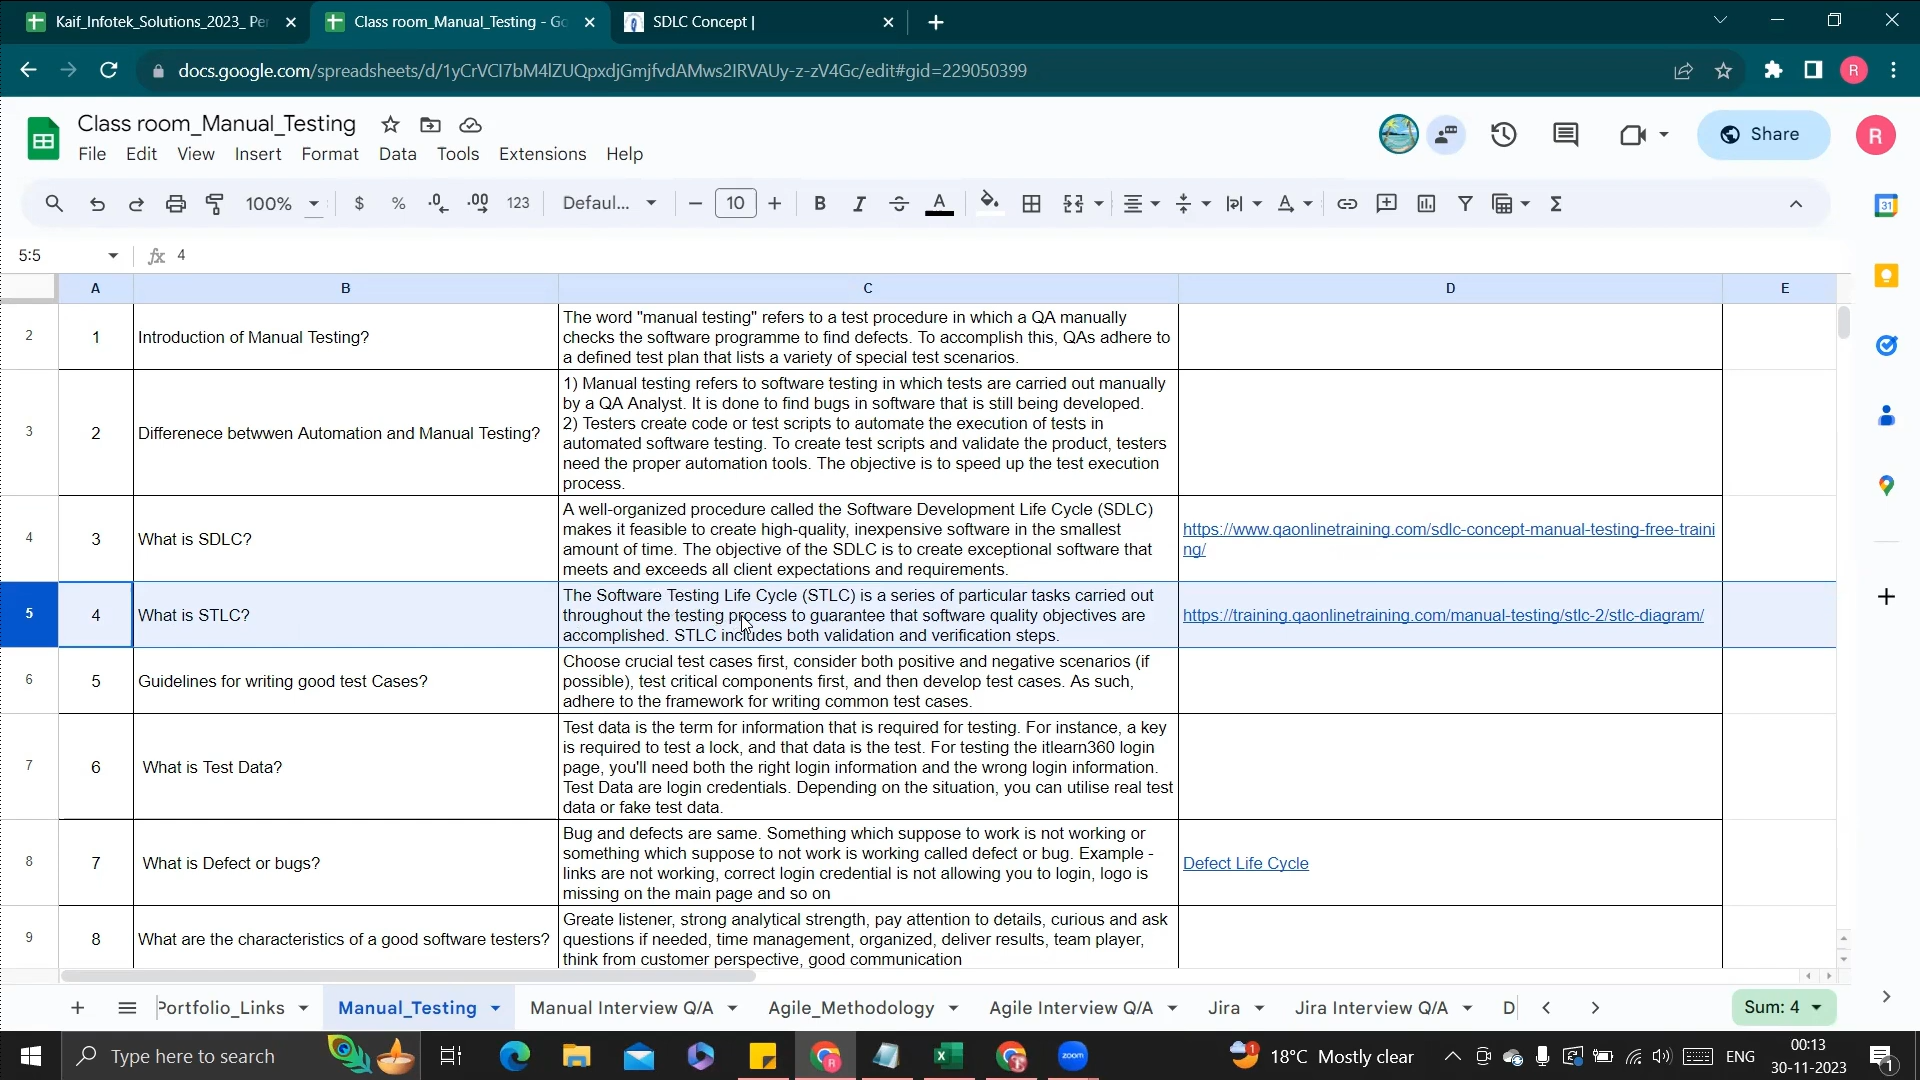 Kaif_Infotek_Solutions_2023_ Per
Class room_Manual_Testing - Go
SDLC Concept |
docs.google.com/spreadsheets/d/1yCrVCI7bM4lZUQpxdjGmjfvdAMws2IRVAUy-z-zV4Gc/edit#gid=229050399
R
Class room_Manual_Testing
Share
R
File Edit View Insert Format Data Tools Extensions Help
100% $ % .0 .00 123 Defaul... 10 B I A
31
5:5 fx 4
A B C D E
2 1 Introduction of Manual Testing?
The word "manual testing" refers to a test procedure in which a QA manually
checks the software programme to find defects. To accomplish this, QAs adhere to
a defined test plan that lists a variety of special test scenarios.
3 2 Differenece betwwen Automation and Manual Testing?
1) Manual testing refers to software testing in which tests are carried out manually
by a QA Analyst. It is done to find bugs in software that is still being developed.
2) Testers create code or test scripts to automate the execution of tests in
automated software testing. To create test scripts and validate the product, testers
need the proper automation tools. The objective is to speed up the test execution
process.
4 3 What is SDLC?
A well-organized procedure called the Software Development Life Cycle (SDLC)
makes it feasible to create high-quality, inexpensive software in the smallest
amount of time. The objective of the SDLC is to create exceptional software that
meets and exceeds all client expectations and requirements.
https://www.qaonlinetraining.com/sdlc-concept-manual-testing-free-traini
ng/
5 4 What is STLC?
The Software Testing Life Cycle (STLC) is a series of particular tasks carried out
throughout the testing process to guarantee that software quality objectives are
accomplished. STLC includes both validation and verification steps.
https://training.qaonlinetraining.com/manual-testing/stlc-2/stlc-diagram/
6 5 Guidelines for writing good test Cases?
Choose crucial test cases first, consider both positive and negative scenarios (if
possible), test critical components first, and then develop test cases. As such,
adhere to the framework for writing common test cases.
7 6 What is Test Data?
Test data is the term for information that is required for testing. For instance, a key
is required to test a lock, and that data is the test. For testing the itlearn360 login
page, you'll need both the right login information and the wrong login information.
Test Data are login credentials. Depending on the situation, you can utilise real test
data or fake test data.
8 7 What is Defect or bugs?
Bug and defects are same. Something which suppose to work is not working or
something which suppose to not work is working called defect or bug. Example -
links are not working, correct login credential is not allowing you to login, logo is
missing on the main page and so on
Defect Life Cycle
9 8 What are the characteristics of a good software testers?
Greate listener, strong analytical strength, pay attention to details, curious and ask
questions if needed, time management, organized, deliver results, team player,
think from customer perspective, good communication
Portfolio_Links Manual_Testing Manual Interview Q/A Agile_Methodology Agile Interview Q/A Jira Jira Interview Q/A D Sum: 4
Type here to search
zoom
18°C Mostly clear
ENG
00:13
30-11-2023
1